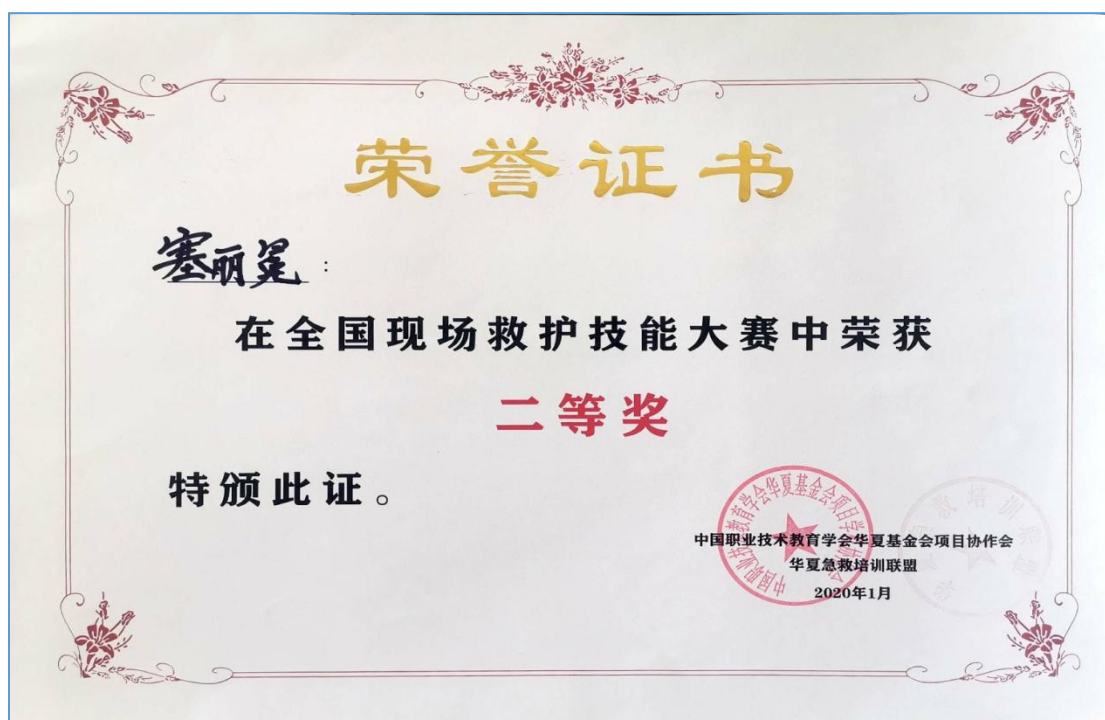 荣誉证书
塞丽冕：
在全国现场救护技能大赛中荣获
二等奖
特颁此证。
中国职业技术教育学会华夏基金会项目协作会
华夏急救培训联盟
2020年1月